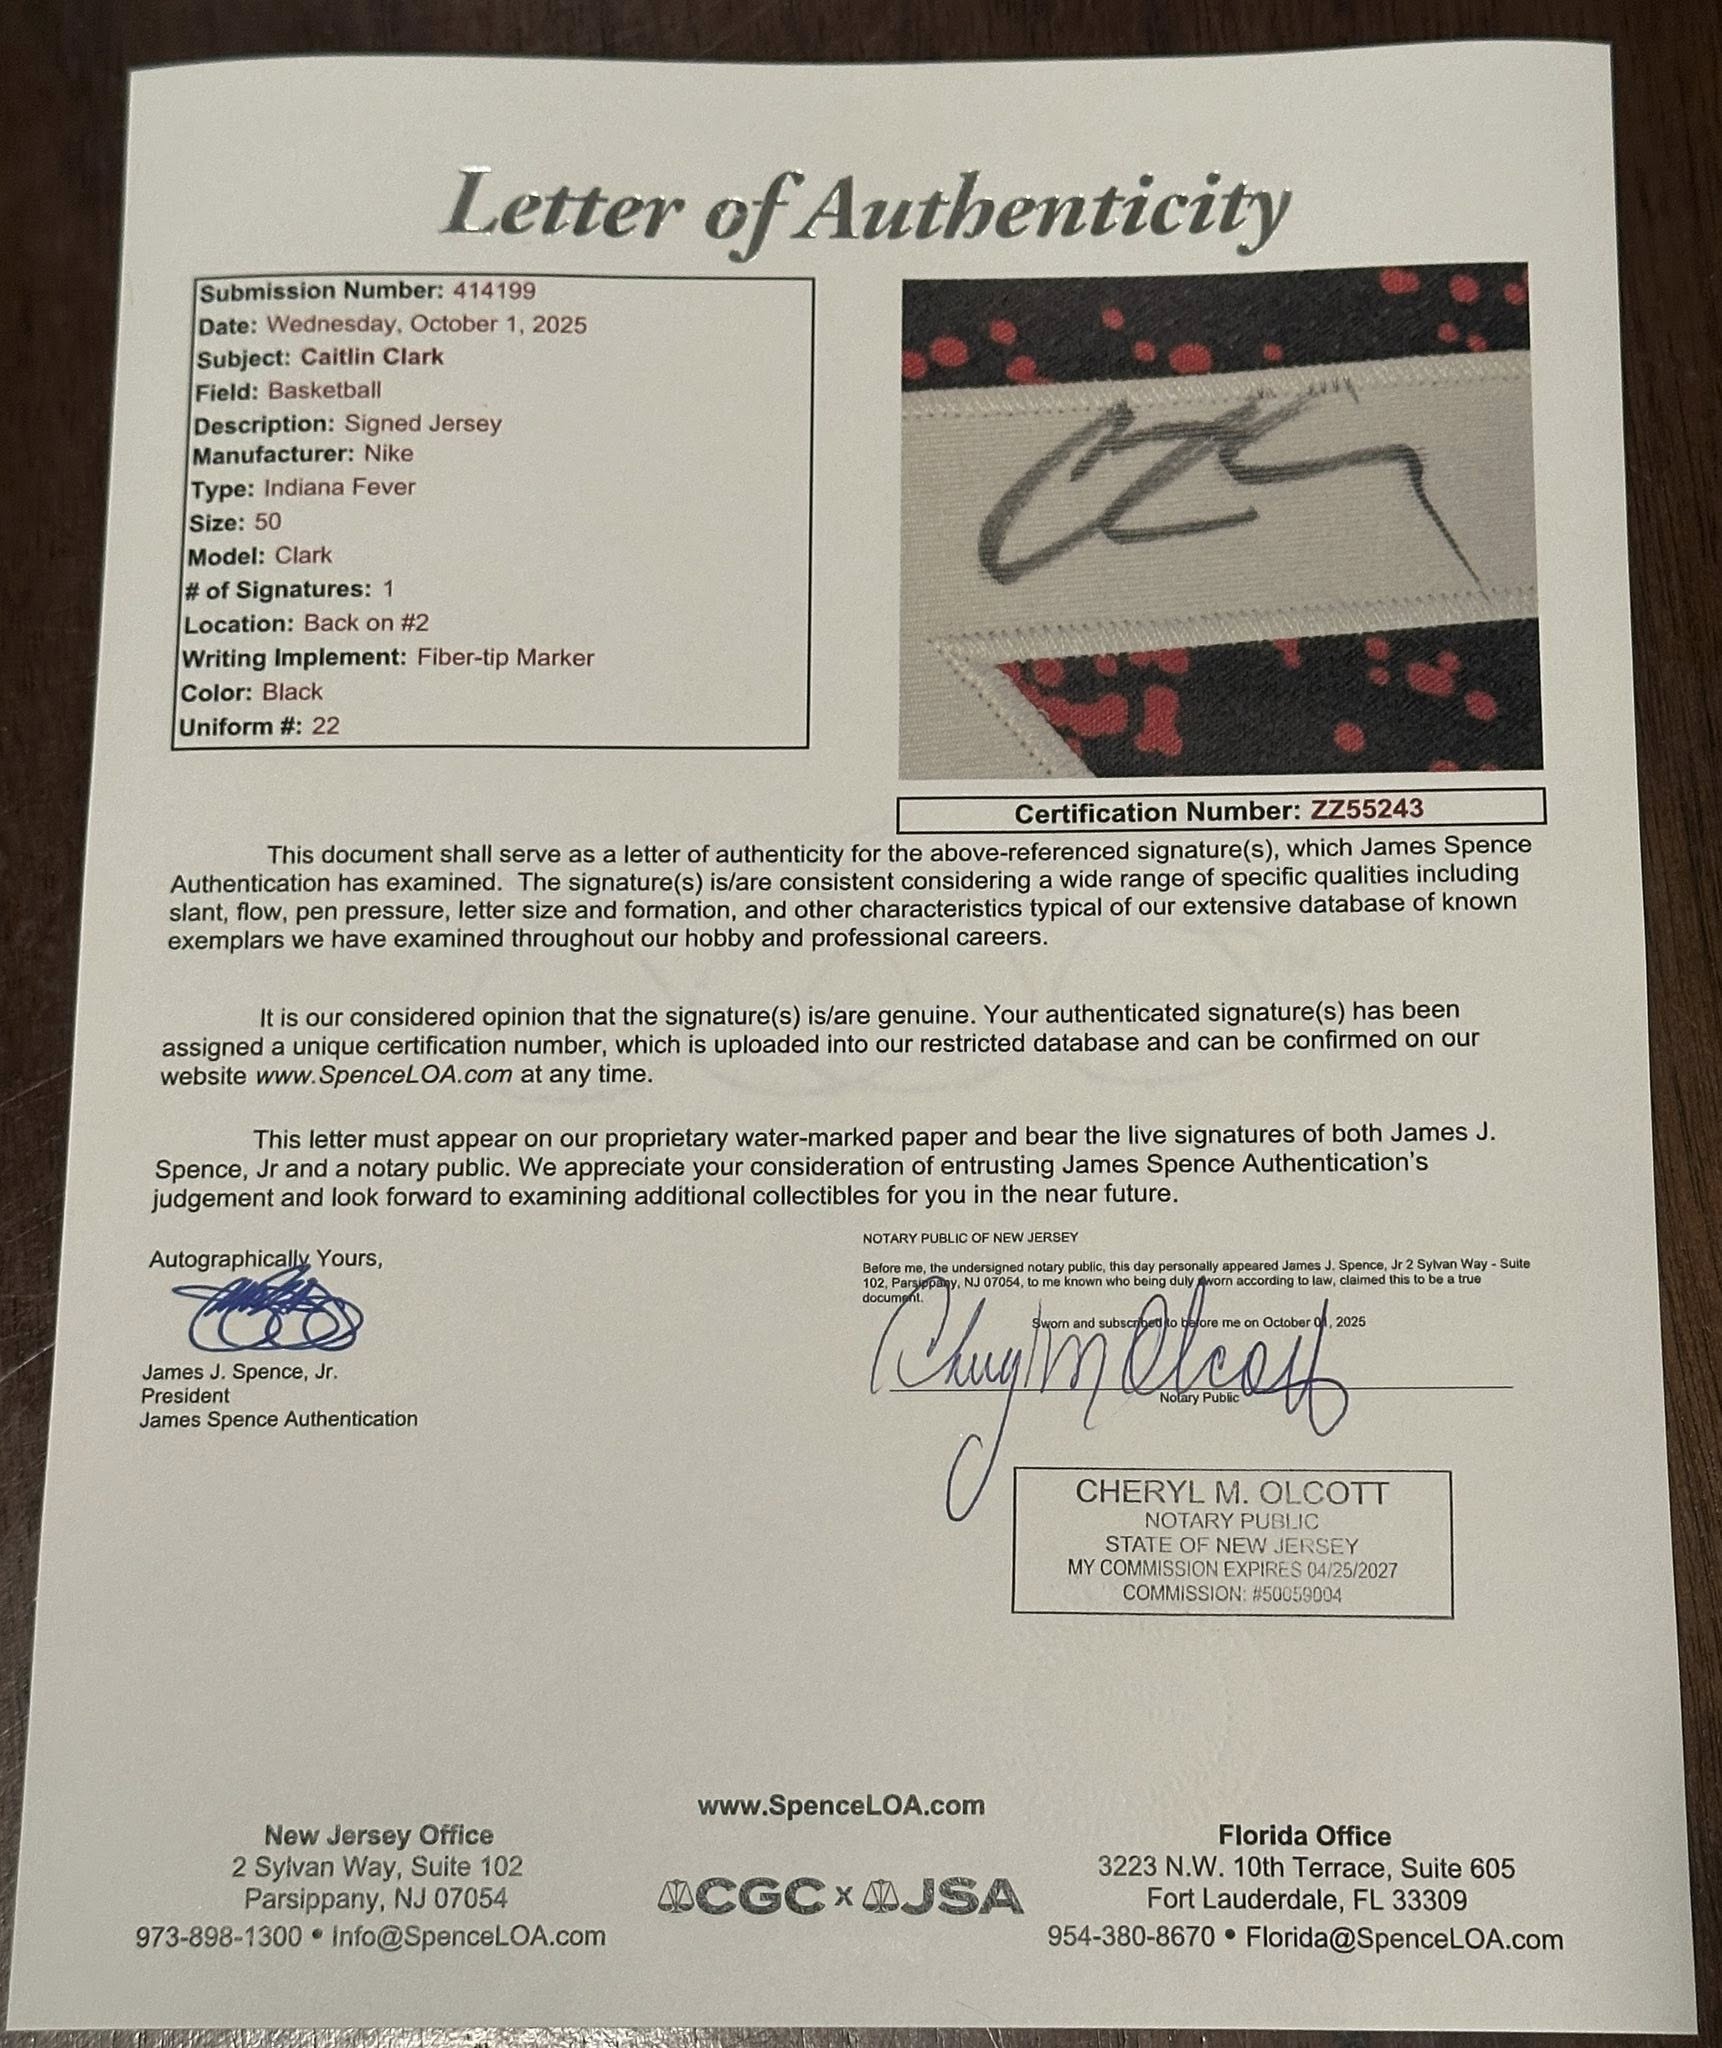 Letter of Authenticity
Submission Number: 414199
Date: Wednesday, October 1, 2025
Subject: Caitlin Clark
Field: Basketball
Description: Signed Jersey
Manufacturer: Nike
Type: Indiana Fever
Size: 50
Model: Clark
# of Signatures: 1
Location: Back on #2
Writing Implement: Fiber-tip Marker
Color: Black
Uniform #: 22
Certification Number: ZZ55243
This document shall serve as a letter of authenticity for the above-referenced signature(s), which James Spence
Authentication has examined. The signature(s) is/are consistent considering a wide range of specific qualities including
slant, flow, pen pressure, letter size and formation, and other characteristics typical of our extensive database of known
exemplars we have examined throughout our hobby and professional careers.
It is our considered opinion that the signature(s) is/are genuine. Your authenticated signature(s) has been
assigned a unique certification number, which is uploaded into our restricted database and can be confirmed on our
website www.SpenceLOA.com at any time.
This letter must appear on our proprietary water-marked paper and bear the live signatures of both James J.
Spence, Jr and a notary public. We appreciate your consideration of entrusting James Spence Authentication's
judgement and look forward to examining additional collectibles for you in the near future.
Autographically Yours,
James J. Spence, Jr.
President
James Spence Authentication
NOTARY PUBLIC OF NEW JERSEY
Before me, the undersigned notary public, this day personally appeared James J. Spence, Jr 2 Sylvan Way - Suite
102, Parsippany, NJ 07054, to me known who being duly sworn according to law, claimed this to be a true
document.
Sworn and subscribed to before me on October 01, 2025
Cheryl M Olcott
Notary Public
CHERYL M. OLCOTT
NOTARY PUBLIC
STATE OF NEW JERSEY
MY COMMISSION EXPIRES 04/25/2027
COMMISSION: #50059004
www.SpenceLOA.com
New Jersey Office
2 Sylvan Way, Suite 102
Parsippany, NJ 07054
973-898-1300 • Info@SpenceLOA.com
CGC x JSA
Florida Office
3223 N.W. 10th Terrace, Suite 605
Fort Lauderdale, FL 33309
954-380-8670 • Florida@SpenceLOA.com